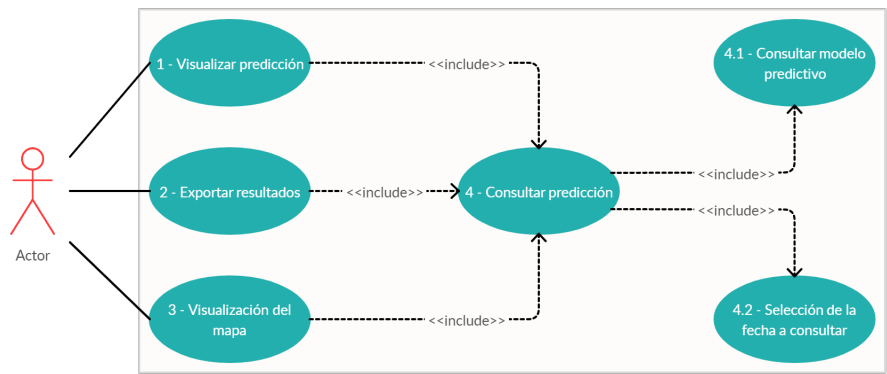 1 - Visualizar predicción
<<include>>
4.1 - Consultar modelo
predictivo
Actor
2 - Exportar resultados
<<include>>
4 - Consultar predicción
<<include>>
<<include>>
3 - Visualización del
mapa
<<include>>
4.2 - Selección de la
fecha a consultar